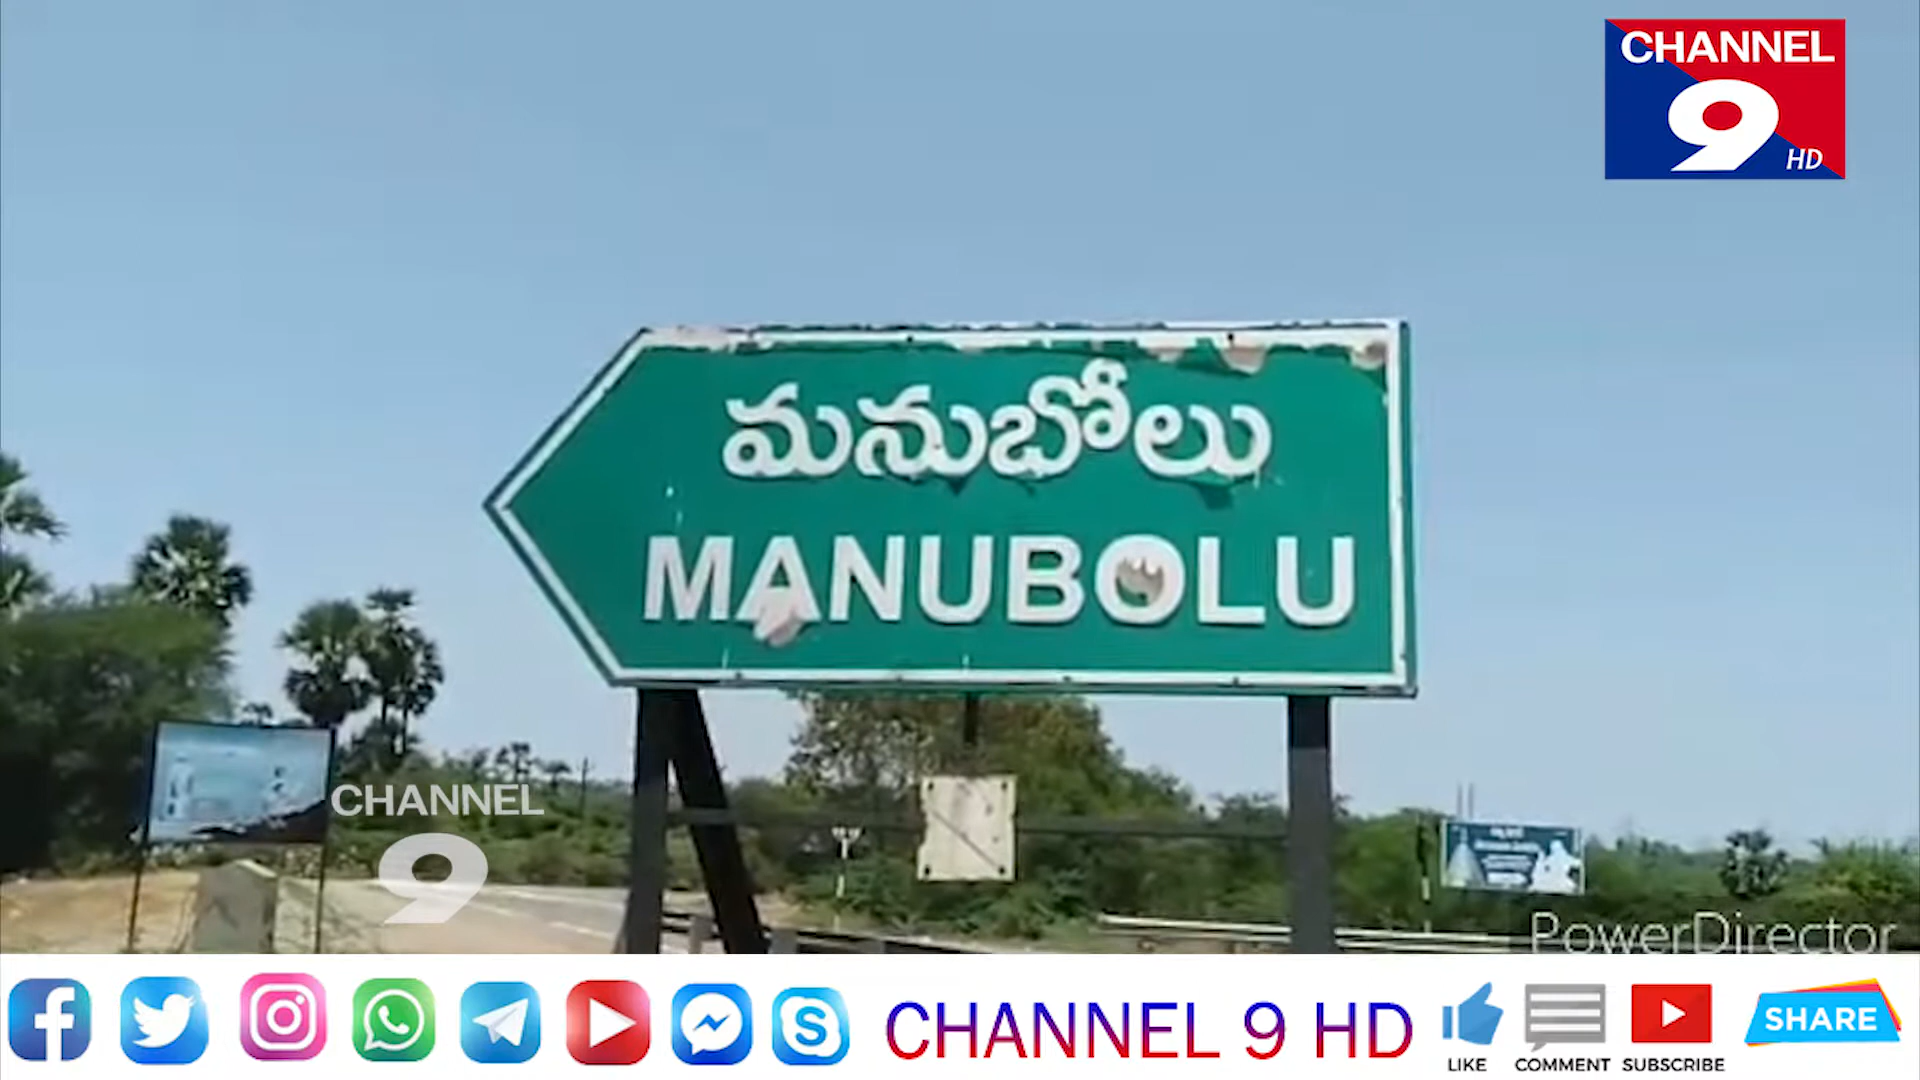 CHANNEL
9
HD
మనుబోలు
MANUBOLU
CHANNEL
9
PowerDirector
CHANNEL 9 HD
LIKE
COMMENT
SUBSCRIBE
SHARE